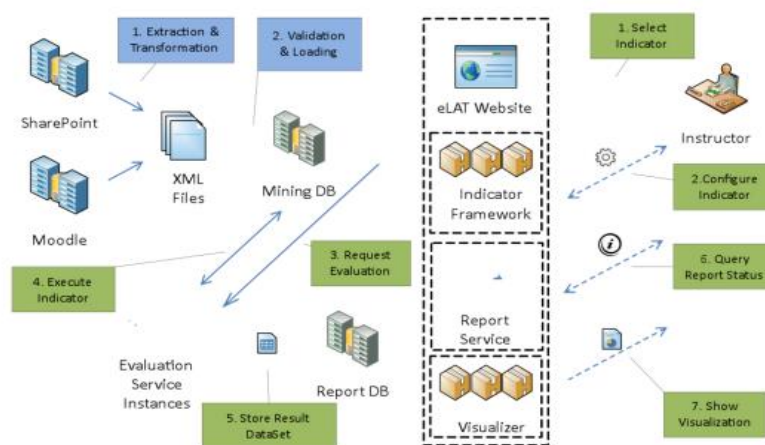 1. Extraction &
Transformation
2. Validation
& Loading
1. Select
Indicator
SharePoint
eLAT Website
Instructor
XML
Files
Mining DB
Indicator
Framework
2.Configure
Indicator
Moodle
4. Execute
Indicator
3. Request
Evaluation
6. Query
Report Status
Report
Service
Evaluation
Service
Instances
Report DB
5. Store Result
DataSet
Visualizer
7. Show
Visualization